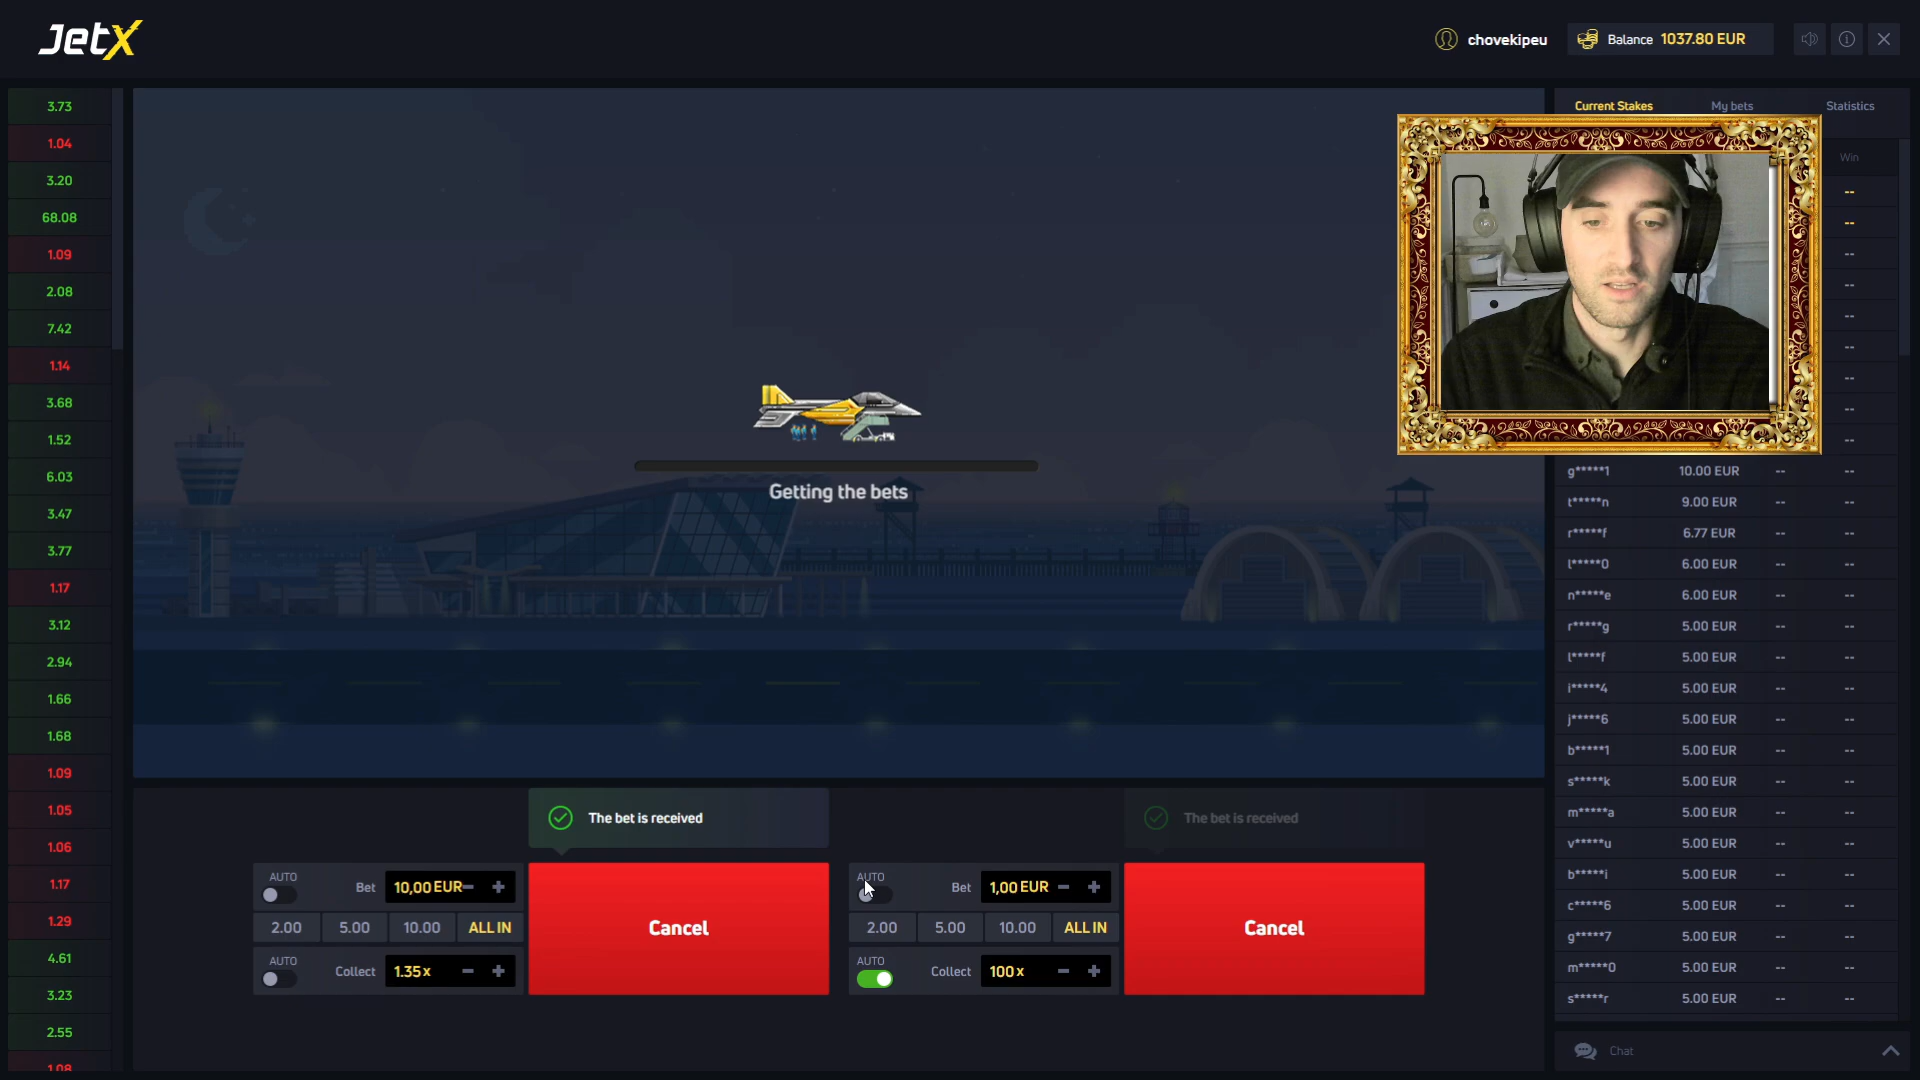 JetX
chovekipeu
Balance 1037.80 EUR
3.73
1.04
3.20
68.08
1.09
2.08
7.42
1.14
3.68
1.52
6.03
3.47
3.77
1.17
3.12
2.94
1.66
1.68
1.09
1.05
1.06
1.17
1.29
4.61
3.23
2.55
1.08
Getting the bets
The bet is received
AUTO
Bet 10,00 EUR - +
2.00 5.00 10.00 ALL IN
AUTO
Collect 1.35 x - +
Cancel
The bet is received
AUTO
Bet 1,00 EUR - +
2.00 5.00 10.00 ALL IN
AUTO
Collect 100 x - +
Cancel
Current Stakes My bets Statistics
Win
--
--
--
--
--
--
--
--
--
g*****1 10.00 EUR -- --
t*****n 9.00 EUR -- --
r*****f 6.77 EUR -- --
l*****0 6.00 EUR -- --
n*****e 6.00 EUR -- --
r*****g 5.00 EUR -- --
l*****f 5.00 EUR -- --
i*****4 5.00 EUR -- --
j*****6 5.00 EUR -- --
b*****1 5.00 EUR -- --
s*****k 5.00 EUR -- --
m*****a 5.00 EUR -- --
v*****u 5.00 EUR -- --
b*****i 5.00 EUR -- --
c*****6 5.00 EUR -- --
g*****7 5.00 EUR -- --
m*****0 5.00 EUR -- --
s*****r 5.00 EUR -- --
Chat